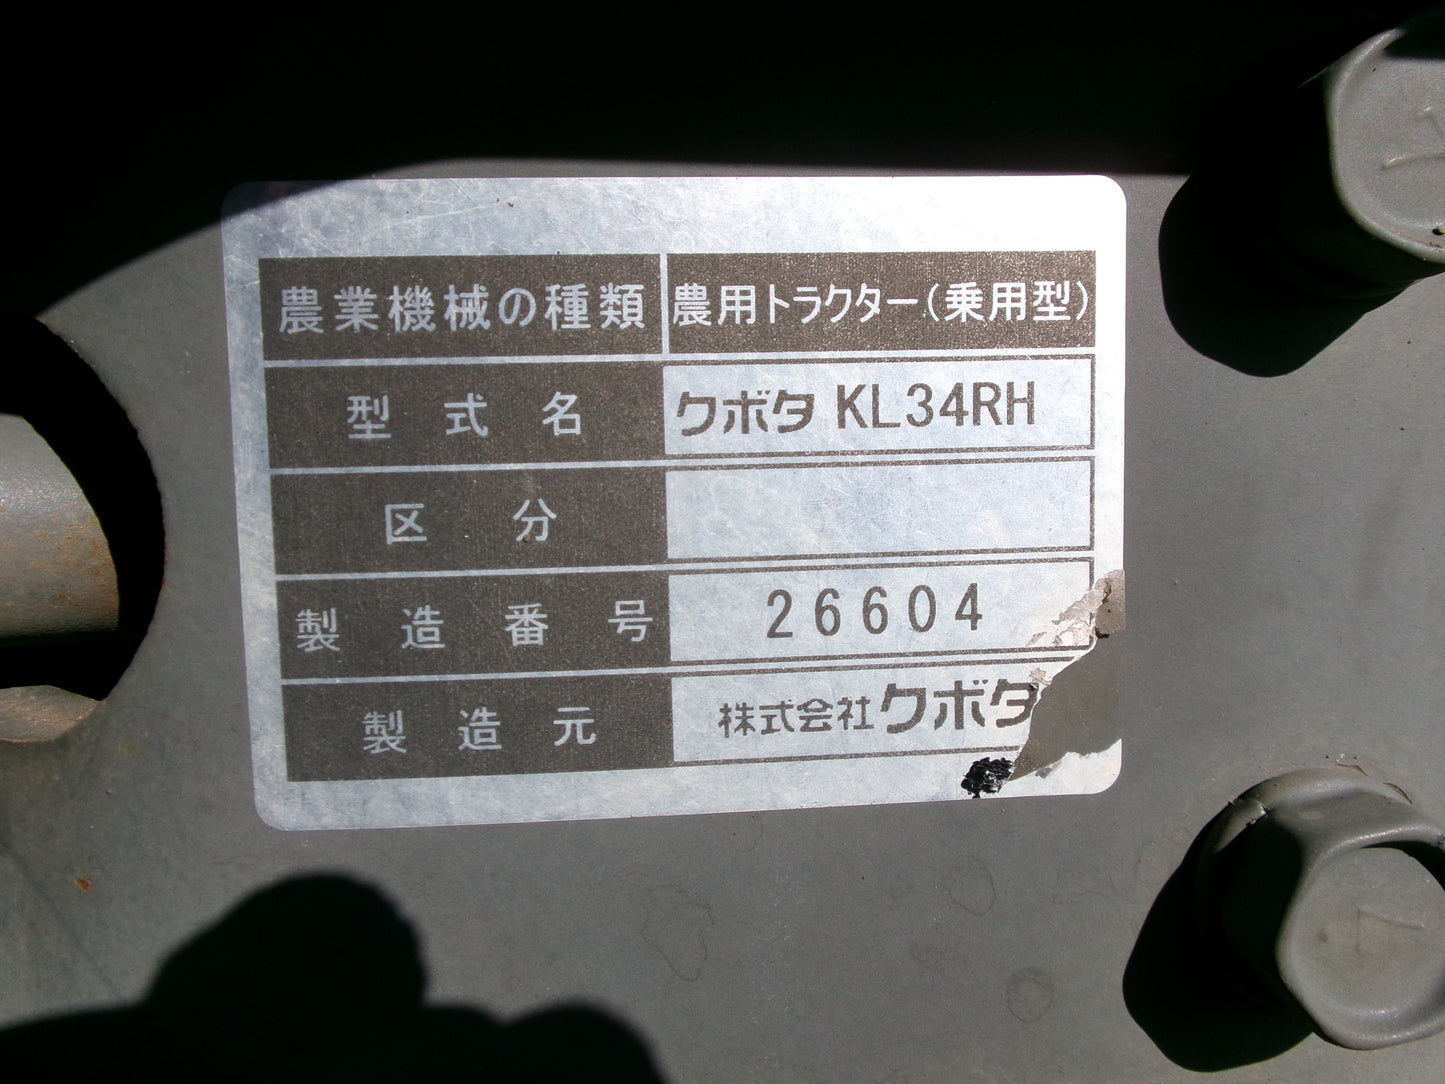 農業機械の種類 農用トラクター(乗用型)
型式名 クボタ KL34RH
区分
製造番号 26604
製造元 株式会社クボタ